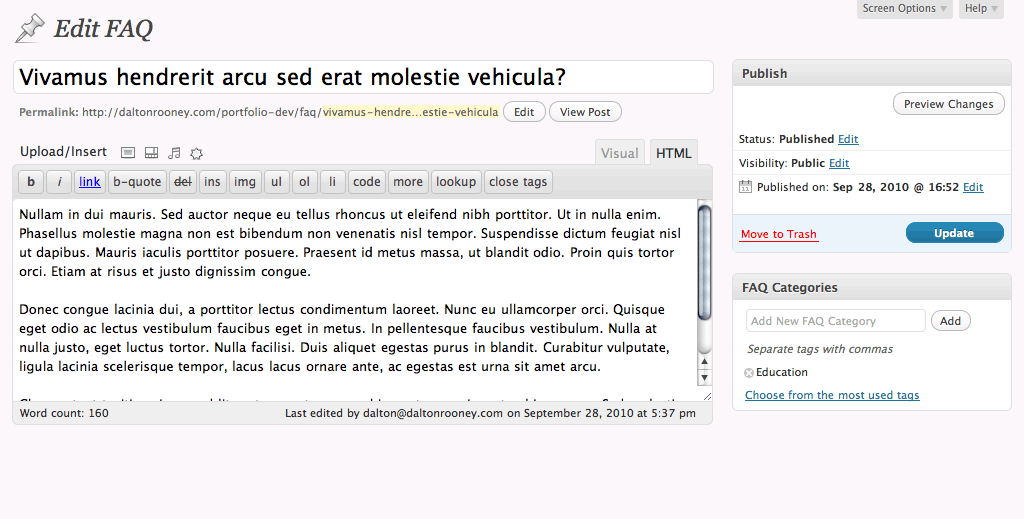 Screen Options
Help
Edit FAQ
Vivamus hendrerit arcu sed erat molestie vehicula?
Permalink: http://daltonrooney.com/portfolio-dev/faq/vivamus-hendre...estie-vehicula Edit View Post
Upload/Insert
Visual HTML
b i link b-quote del ins img ul ol li code more lookup close tags
Nullam in dui mauris. Sed auctor neque eu tellus rhoncus ut eleifend nibh porttitor. Ut in nulla enim.
Phasellus molestie magna non est bibendum non venenatis nisl tempor. Suspendisse dictum feugiat nisl
ut dapibus. Mauris iaculis porttitor posuere. Praesent id metus massa, ut blandit odio. Proin quis tortor
orci. Etiam at risus et justo dignissim congue.
Donec congue lacinia dui, a porttitor lectus condimentum laoreet. Nunc eu ullamcorper orci. Quisque
eget odio ac lectus vestibulum faucibus eget in metus. In pellentesque faucibus vestibulum. Nulla at
nulla justo, eget luctus tortor. Nulla facilisi. Duis aliquet egestas purus in blandit. Curabitur vulputate,
ligula lacinia scelerisque tempor, lacus lacus ornare ante, ac egestas est urna sit amet arcu.
Word count: 160
Last edited by dalton@daltonrooney.com on September 28, 2010 at 5:37 pm
Publish
Preview Changes
Status: Published Edit
Visibility: Public Edit
11 Published on: Sep 28, 2010 @ 16:52 Edit
Move to Trash
Update
FAQ Categories
Add New FAQ Category Add
Separate tags with commas
Education
Choose from the most used tags